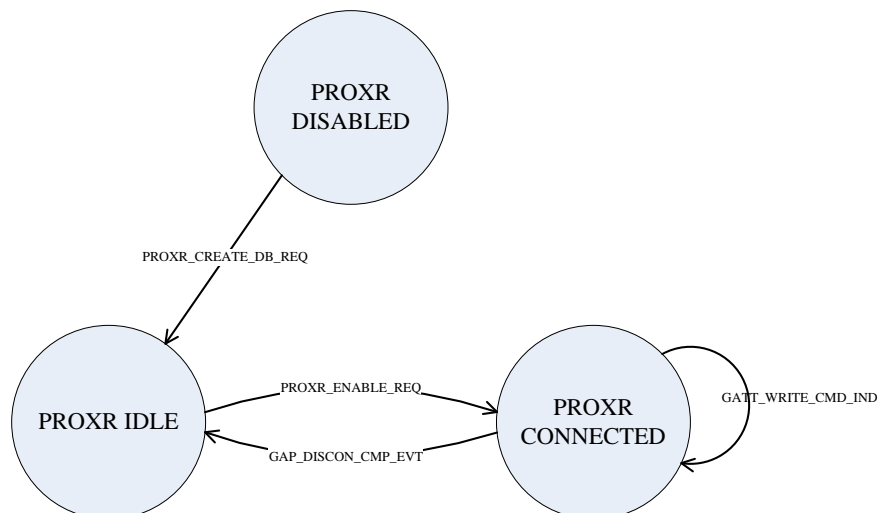 PROXR
DISABLED
PROXR_CREATE_DB_REQ
PROXR_ENABLE_REQ
PROXR IDLE
PROXR
CONNECTED
GATT_WRITE_CMD_IND
GAP_DISCON_CMP_EVT